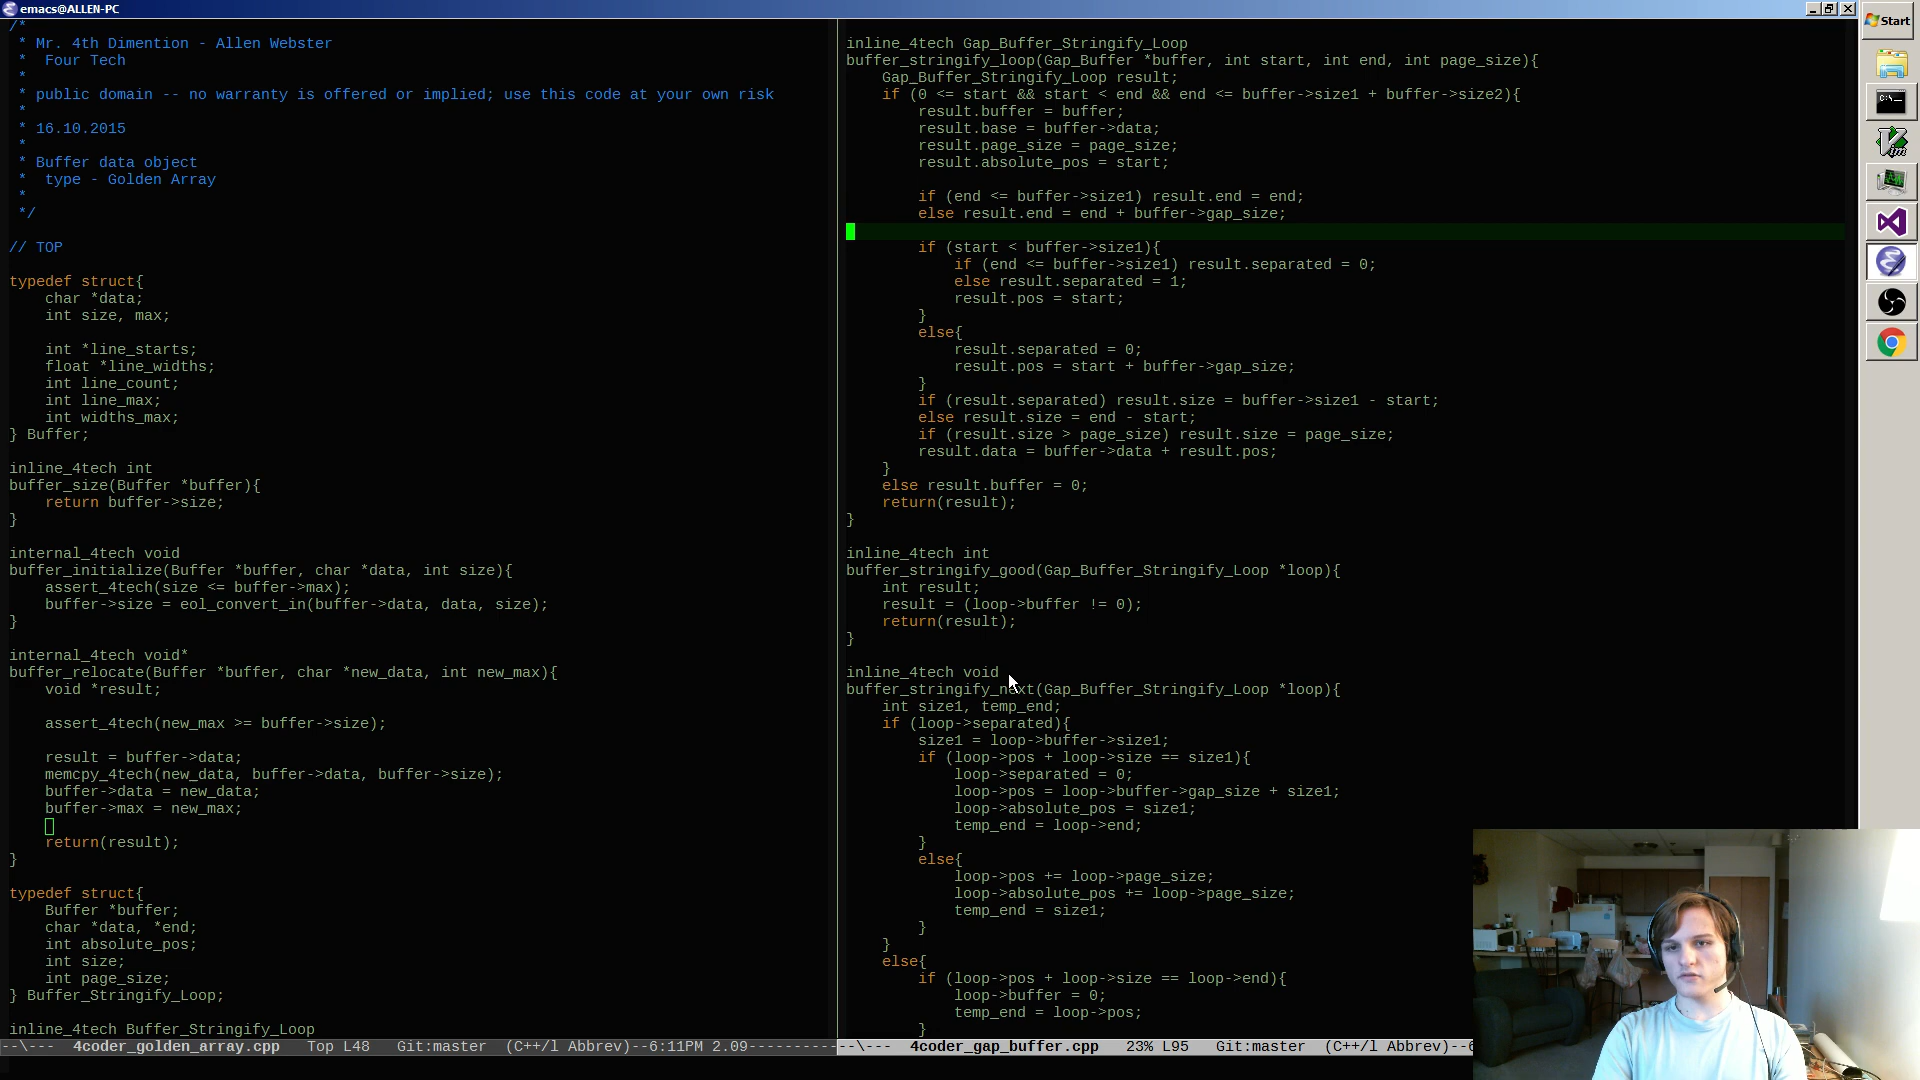 emacs@ALLEN-PC
/*
 * Mr. 4th Dimention - Allen Webster
 *  Four Tech
 *
 * public domain -- no warranty is offered or implied; use this code at your own risk
 *
 * 16.10.2015
 *
 * Buffer data object
 *  type - Golden Array
 *
 */
// TOP
typedef struct{
    char *data;
    int size, max;
    int *line_starts;
    float *line_widths;
    int line_count;
    int line_max;
    int widths_max;
} Buffer;
inline_4tech int
buffer_size(Buffer *buffer){
    return buffer->size;
}
internal_4tech void
buffer_initialize(Buffer *buffer, char *data, int size){
    assert_4tech(size <= buffer->max);
    buffer->size = eol_convert_in(buffer->data, data, size);
}
internal_4tech void*
buffer_relocate(Buffer *buffer, char *new_data, int new_max){
    void *result;
    assert_4tech(new_max >= buffer->size);
    result = buffer->data;
    memcpy_4tech(new_data, buffer->data, buffer->size);
    buffer->data = new_data;
    buffer->max = new_max;
    return(result);
}
typedef struct{
    Buffer *buffer;
    char *data, *end;
    int absolute_pos;
    int size;
    int page_size;
} Buffer_Stringify_Loop;
inline_4tech Buffer_Stringify_Loop
--\---  4coder_golden_array.cpp   Top L48   Git:master  (C++/l Abbrev)--6:11PM 2.09----------
inline_4tech Gap_Buffer_Stringify_Loop
buffer_stringify_loop(Gap_Buffer *buffer, int start, int end, int page_size){
    Gap_Buffer_Stringify_Loop result;
    if (0 <= start && start < end && end <= buffer->size1 + buffer->size2){
        result.buffer = buffer;
        result.base = buffer->data;
        result.page_size = page_size;
        result.absolute_pos = start;
        if (end <= buffer->size1) result.end = end;
        else result.end = end + buffer->gap_size;
        if (start < buffer->size1){
            if (end <= buffer->size1) result.separated = 0;
            else result.separated = 1;
            result.pos = start;
        }
        else{
            result.separated = 0;
            result.pos = start + buffer->gap_size;
        }
        if (result.separated) result.size = buffer->size1 - start;
        else result.size = end - start;
        if (result.size > page_size) result.size = page_size;
        result.data = buffer->data + result.pos;
    }
    else result.buffer = 0;
    return(result);
}
inline_4tech int
buffer_stringify_good(Gap_Buffer_Stringify_Loop *loop){
    int result;
    result = (loop->buffer != 0);
    return(result);
}
inline_4tech void
buffer_stringify_next(Gap_Buffer_Stringify_Loop *loop){
    int size1, temp_end;
    if (loop->separated){
        size1 = loop->buffer->size1;
        if (loop->pos + loop->size == size1){
            loop->separated = 0;
            loop->pos = loop->buffer->gap_size + size1;
            loop->absolute_pos = size1;
            temp_end = loop->end;
        }
        else{
            loop->pos += loop->page_size;
            loop->absolute_pos += loop->page_size;
            temp_end = size1;
        }
    }
    else{
        if (loop->pos + loop->size == loop->end){
            loop->buffer = 0;
            temp_end = loop->pos;
        }
--\---  4coder_gap_buffer.cpp   23% L95   Git:master  (C++/l Abbrev)--6
Start
C:\_
Vim